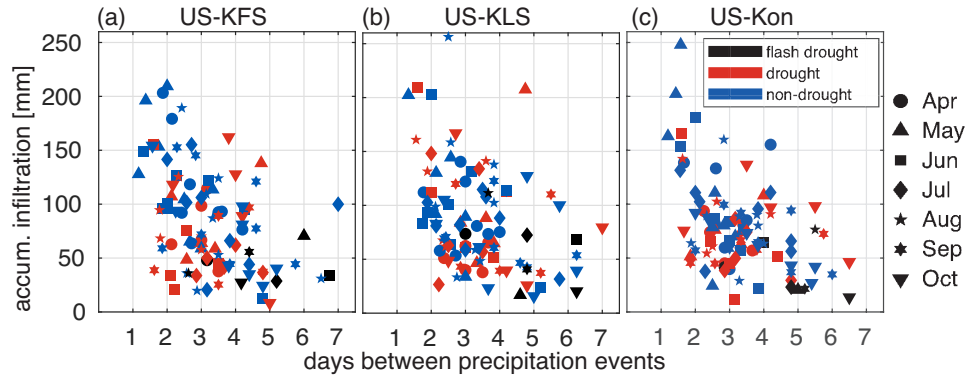 (a) US-KFS (b) US-KLS (c) US-Kon
250
200
150
100
50
0
accum. infiltration [mm]
flash drought
drought
non-drought
Apr
May
Jun
Jul
Aug
Sep
Oct
1 2 3 4 5 6 7 1 2 3 4 5 6 7 1 2 3 4 5 6 7
days between precipitation events